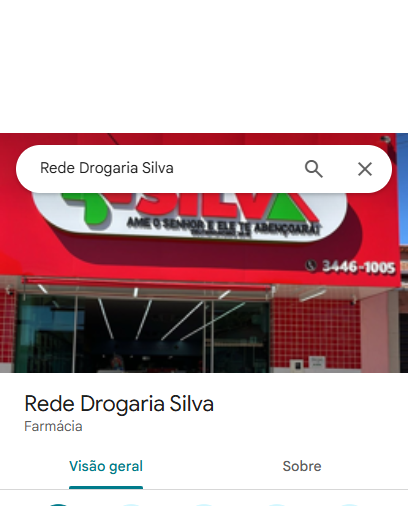 Rede Drogaria Silva
SILVA
AME O SENHOR E ELE TE ABENÇOARÁ!
3446-1005
Rede Drogaria Silva
Farmácia
Visão geral
Sobre